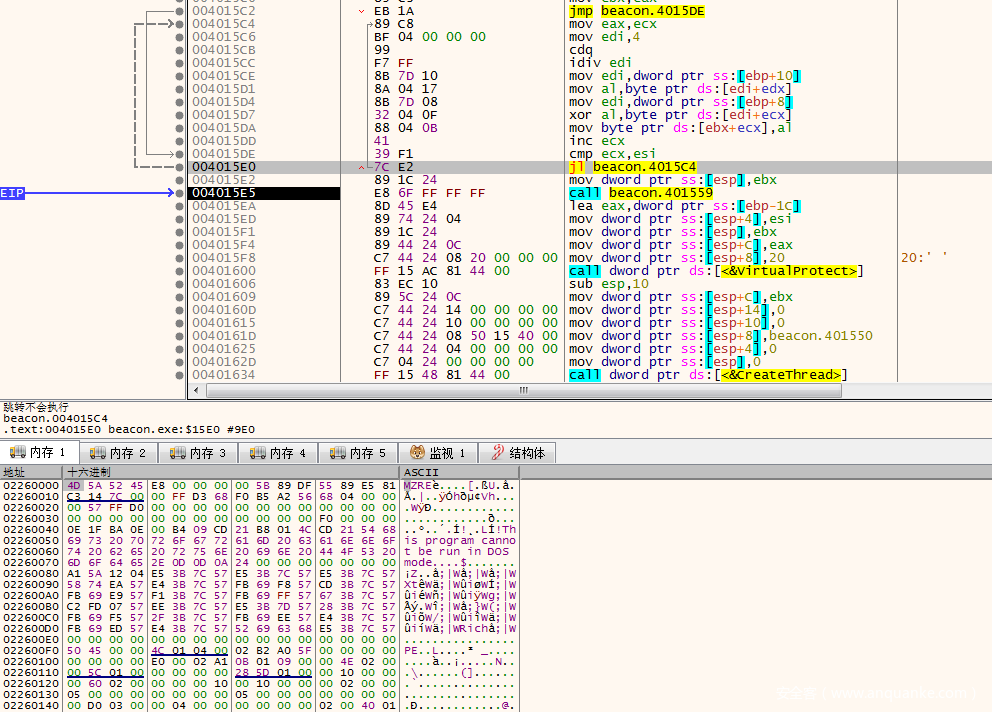 004015C2 EB 1A jmp beacon.4015DE
004015C4 89 C8 mov eax,ecx
004015C6 BF 04 00 00 00 mov edi,4
004015CB 99 cdq
004015CC F7 FF idiv edi
004015CE 8B 7D 10 mov edi,dword ptr ss:[ebp+10]
004015D1 8A 04 17 mov al,byte ptr ds:[edi+edx]
004015D4 8B 7D 08 mov edi,dword ptr ss:[ebp+8]
004015D7 32 04 0F xor al,byte ptr ds:[edi+ecx]
004015DA 88 04 0B mov byte ptr ds:[ebx+ecx],al
004015DD 41 inc ecx
004015DE 39 F1 cmp ecx,esi
004015E0 7C E2 jl beacon.4015C4
004015E2 89 1C 24 mov dword ptr ss:[esp],ebx
EIP 004015E5 E8 6F FF FF FF call beacon.401559
004015EA 8D 45 E4 lea eax,dword ptr ss:[ebp-1C]
004015ED 89 74 24 04 mov dword ptr ss:[esp+4],esi
004015F1 89 1C 24 mov dword ptr ss:[esp],ebx
004015F4 89 44 24 0C mov dword ptr ss:[esp+C],eax
004015F8 C7 44 24 08 20 00 00 00 mov dword ptr ss:[esp+8],20 20:' '
00401600 FF 15 AC 81 44 00 call dword ptr ds:[<&VirtualProtect>]
00401606 83 EC 10 sub esp,10
00401609 89 5C 24 0C mov dword ptr ss:[esp+C],ebx
0040160D C7 44 24 14 00 00 00 00 mov dword ptr ss:[esp+14],0
00401615 C7 44 24 10 00 00 00 00 mov dword ptr ss:[esp+10],0
0040161D C7 44 24 08 50 15 40 00 mov dword ptr ss:[esp+8],beacon.401550
00401625 C7 44 24 04 00 00 00 00 mov dword ptr ss:[esp+4],0
0040162D C7 04 24 00 00 00 00 mov dword ptr ss:[esp],0
00401634 FF 15 48 81 44 00 call dword ptr ds:[<&CreateThread>]
跳转不会执行
beacon.004015C4
.text:004015E0 beacon.exe:$15E0 #9E0
内存 1 内存 2 内存 3 内存 4 内存 5 监视 1 结构体
地址 十六进制 ASCII
02260000 4D 5A 52 45 E8 00 00 00 00 5B 89 DF 55 89 E5 81 MZREè....[.ßU.å.
02260010 C3 14 7C 00 00 FF D3 68 F0 B5 A2 56 68 04 00 00 Ã.|..ÿÓhðµ¢Vh...
02260020 00 57 FF D0 00 00 00 00 00 00 00 00 00 00 00 00 .WÿÐ............
02260030 00 00 00 00 00 00 00 00 00 00 00 00 F0 00 00 00 ............ð...
02260040 0E 1F BA 0E 00 B4 09 CD 21 B8 01 4C CD 21 54 68 ..º..´.Í!¸.LÍ!Th
02260050 69 73 20 70 72 6F 67 72 61 6D 20 63 61 6E 6E 6F is program canno
02260060 74 20 62 65 20 72 75 6E 20 69 6E 20 44 4F 53 20 t be run in DOS
02260070 6D 6F 64 65 2E 0D 0D 0A 24 00 00 00 00 00 00 00 mode....$.......
02260080 A1 5A 12 04 E5 3B 7C 57 E5 3B 7C 57 E5 3B 7C 57 ¡Z..å;|Wå;|Wå;|W
02260090 58 74 EA 57 E4 3B 7C 57 FB 69 F8 57 CD 3B 7C 57 XtêWä;|WûiøWÍ;|W
022600A0 FB 69 E9 57 F1 3B 7C 57 FB 69 FF 57 67 3B 7C 57 ûiéWñ;|WûiÿWg;|W
022600B0 C2 FD 07 57 EE 3B 7C 57 E5 3B 7D 57 28 3B 7C 57 Âý.Wî;|Wå;}W(;|W
022600C0 FB 69 F5 57 2F 3B 7C 57 FB 69 EE 57 E4 3B 7C 57 ûiõW/;|WûiîWä;|W
022600D0 FB 69 ED 57 E4 3B 7C 57 52 69 63 68 E5 3B 7C 57 ûiíWä;|WRichå;|W
022600E0 00 00 00 00 00 00 00 00 00 00 00 00 00 00 00 00 ................
022600F0 50 45 00 00 4C 01 04 00 02 B2 A0 5F 00 00 00 00 PE..L....² _....
02260100 00 00 00 00 E0 00 02 A1 0B 01 09 00 00 4E 02 00 ....à..¡.....N..
02260110 00 5C 01 00 00 00 00 00 28 5D 01 00 00 10 00 00 .\......(]......
02260120 00 60 02 00 00 00 00 10 00 10 00 00 00 02 00 00 .`..............
02260130 05 00 00 00 00 00 00 00 05 00 00 00 00 00 00 00 ................
02260140 00 D0 03 00 00 04 00 00 00 00 00 00 02 00 40 01 .Ð............@.